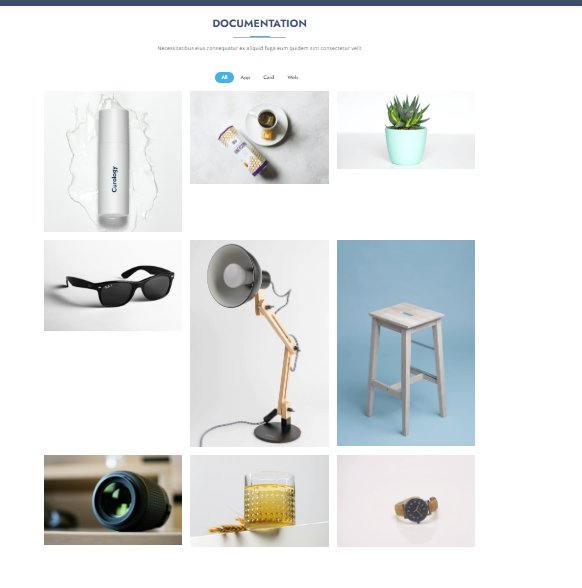 DOCUMENTATION
Necessitatibus eius consequatur ex aliquid fuga eum quidem sint consectetur velit
All App Card Web
Curology